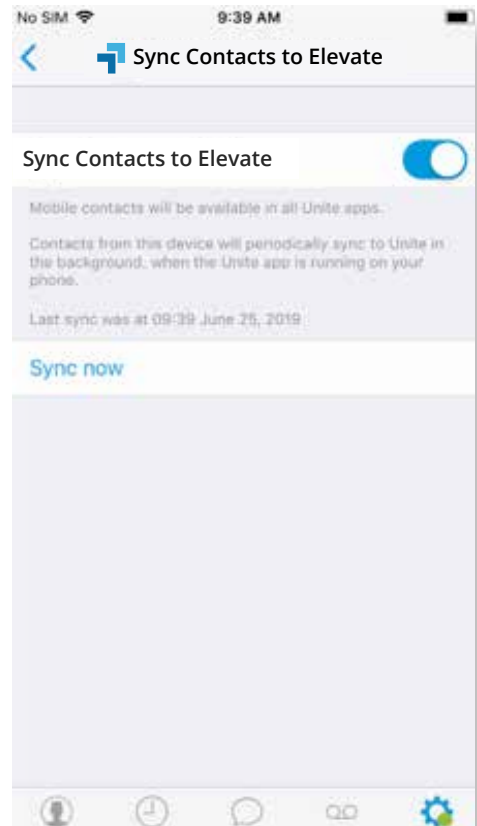 No SIM 9:39 AM
Sync Contacts to Elevate
Sync Contacts to Elevate
Mobile contacts will be available in all Unite apps.
Contacts from this device will periodically sync to Unite in
the background, when the Unite app is running on your
phone.
Last sync was at 09:39 June 25, 2019
Sync now